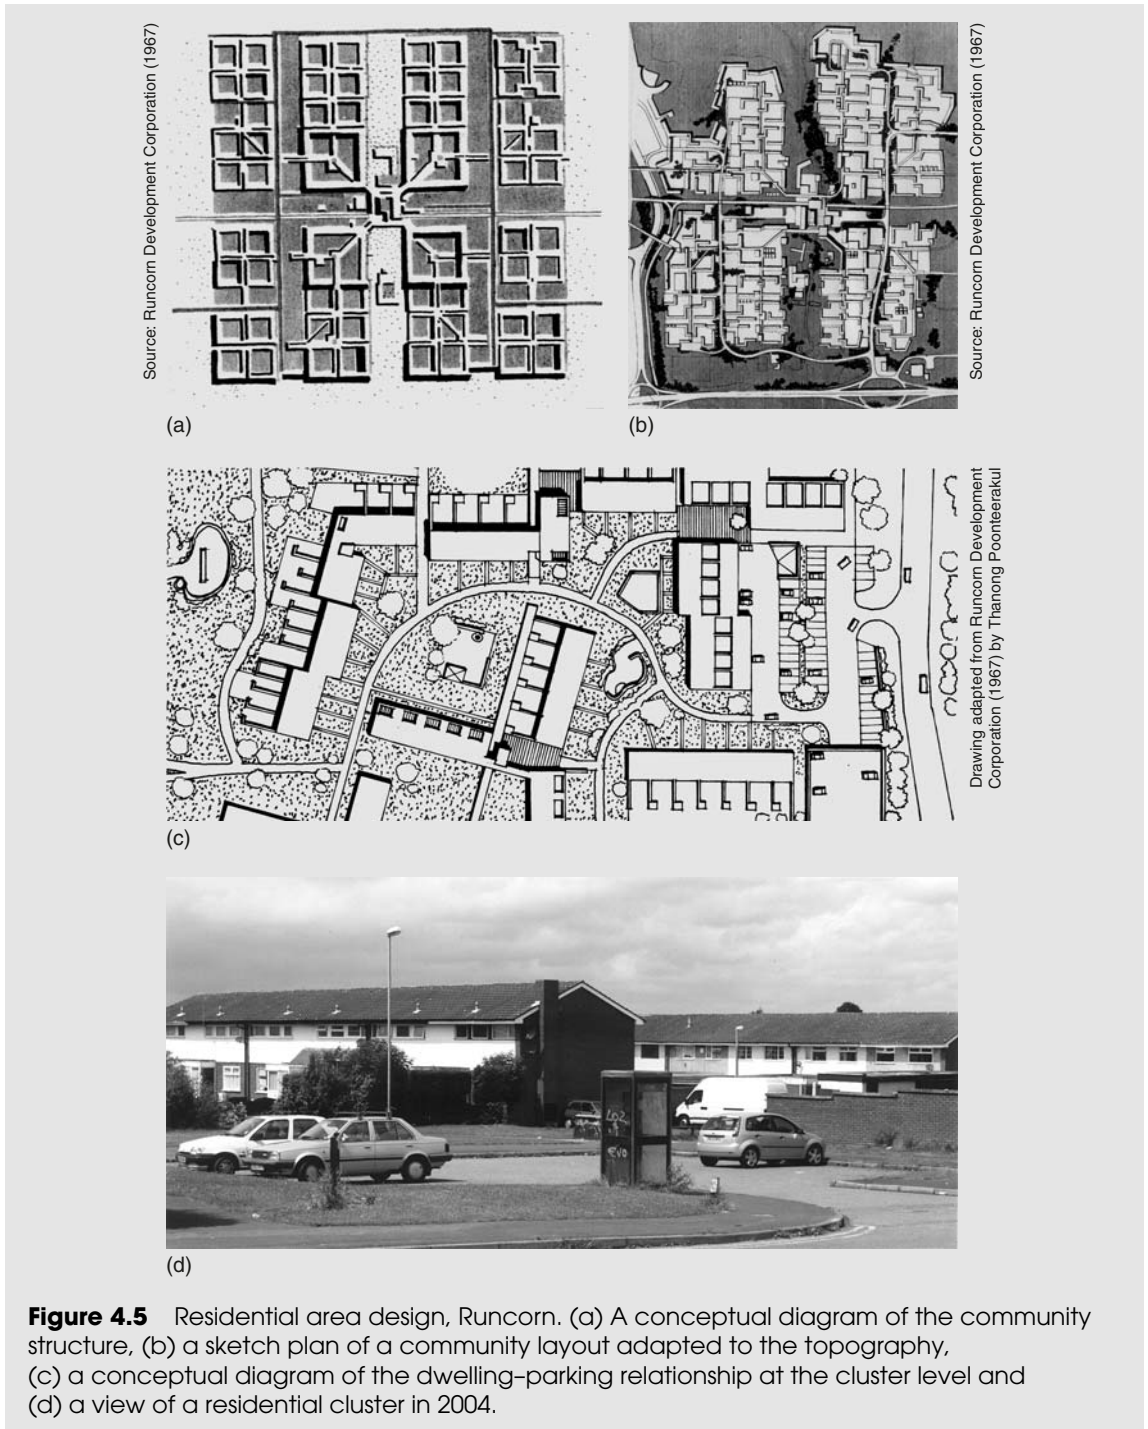 Source: Runcorn Development Corporation (1967)
Source: Runcorn Development Corporation (1967)
(a)
(b)
Drawing adapted from Runcorn Development
Corporation (1967) by Thanong Poonteerakul
(c)
EVO
(d)
Figure 4.5 Residential area design, Runcorn. (a) A conceptual diagram of the community
structure, (b) a sketch plan of a community layout adapted to the topography,
(c) a conceptual diagram of the dwelling–parking relationship at the cluster level and
(d) a view of a residential cluster in 2004.